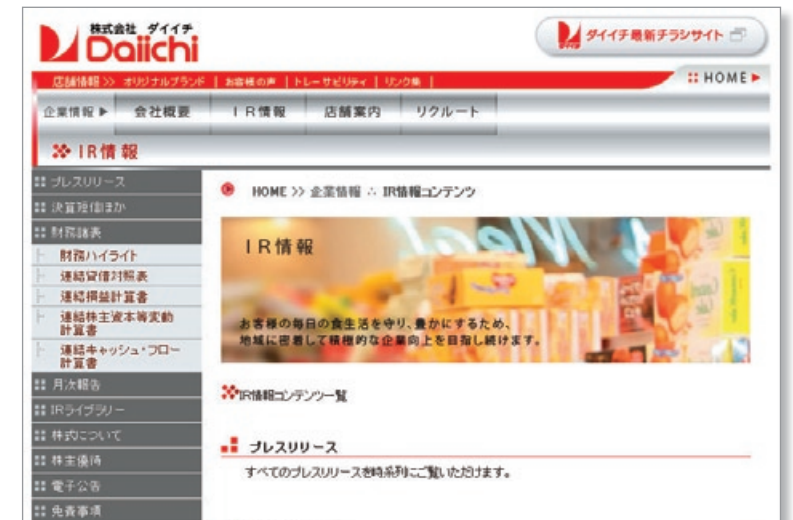 株式会社 ダイイチ
Daiichi
ダイイチ最新チラシサイト
店舗情報 >> オリジナルブランド | お客様の声 | トレーサビリティ | リンク集 |
HOME
企業情報 会社概要 IR情報 店舗案内 リクルート
IR情報
プレスリリース
決算短信ほか
財務諸表
財務ハイライト
連結貸借対照表
連結損益計算書
連結株主資本等変動
計算書
連結キャッシュ・フロー
計算書
月次報告
IRライブラリー
株式について
株主優待
電子公告
免責事項
HOME >> 企業情報 ∴ IR情報コンテンツ
IR情報
お客様の毎日の食生活を守り、豊かにするため、
地域に密着して積極的な企業向上を目指し続けます。
IR情報コンテンツ一覧
プレスリリース
すべてのプレスリリースを時系列にご覧いただけます。